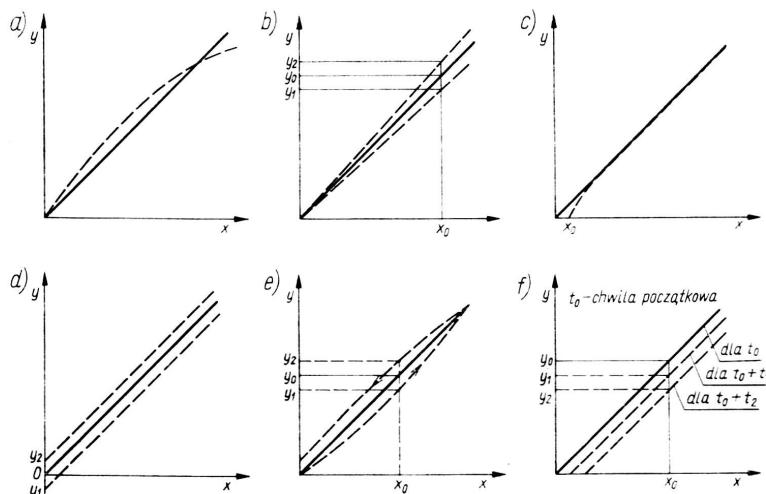 a)
y
x
b)
y
y₂
y₀
y₁
x₀
c)
y
x₀
x
d)
y
y₂
0
y₁
x
e)
y
y₂
y₀
y₁
x₀
f)
y
t₀-chwila początkowa
y₀
y₁
y₂
dla t₀
dla t₀+t
dla t₀+t₂
x₀
x